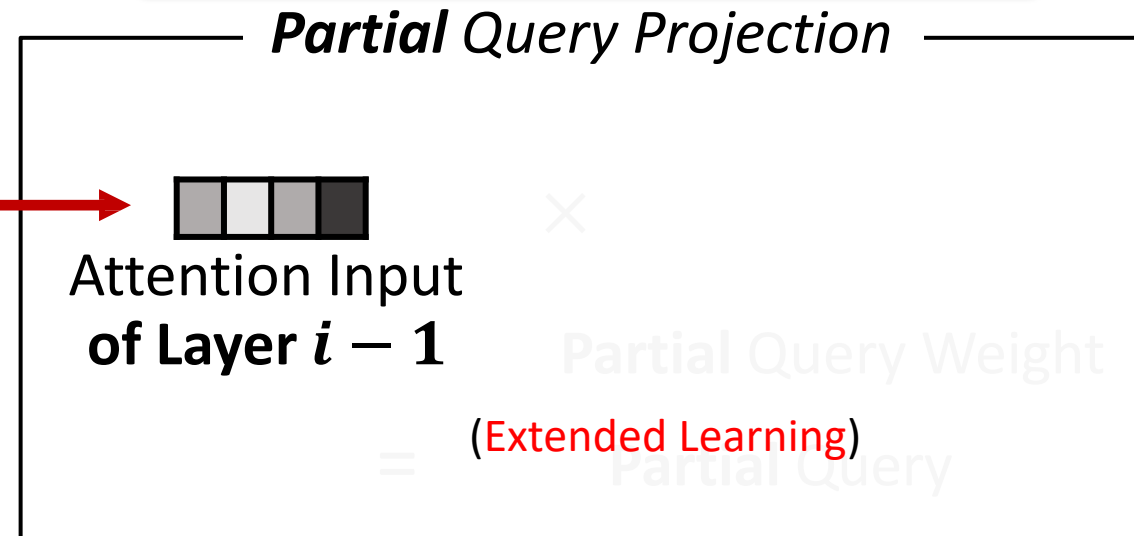 Partial Query Projection
×
Attention Input
of Layer i − 1
Partial Query Weight
(Extended Learning)
= Partial Query